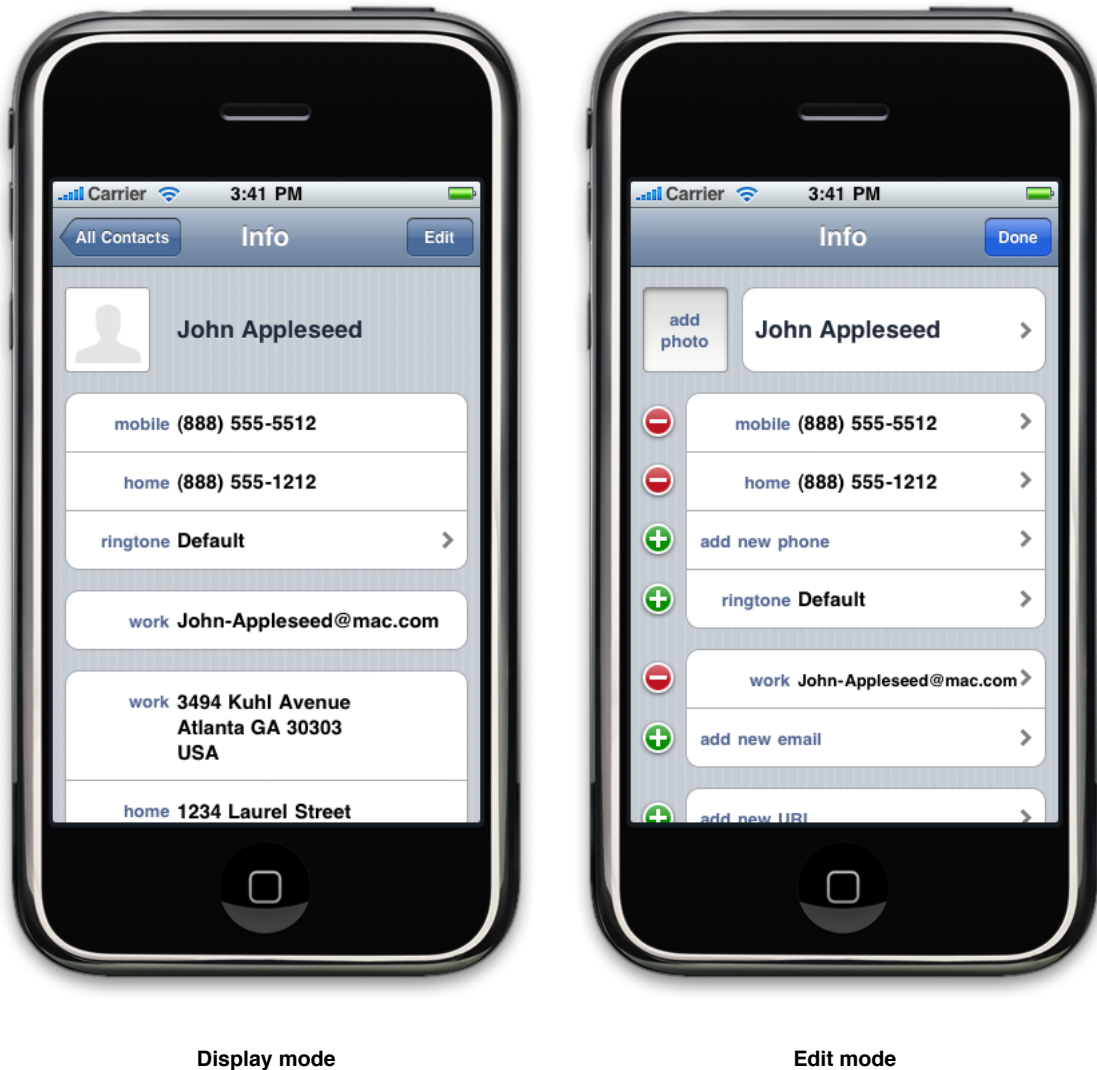 Carrier 3:41 PM
All Contacts Info Edit
John Appleseed
mobile (888) 555-5512
home (888) 555-1212
ringtone Default
work John-Appleseed@mac.com
work 3494 Kuhl Avenue
Atlanta GA 30303
USA
home 1234 Laurel Street
Display mode
Carrier 3:41 PM
Info Done
add
photo
John Appleseed
mobile (888) 555-5512
home (888) 555-1212
add new phone
ringtone Default
work John-Appleseed@mac.com
add new email
add new URL
Edit mode